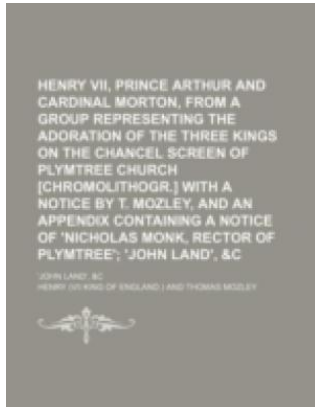 HENRY VII, PRINCE ARTHUR AND
CARDINAL MORTON, FROM A
GROUP REPRESENTING THE
ADORATION OF THE THREE KINGS
ON THE CHANCEL SCREEN OF
PLYMTREE CHURCH
[CHROMOLITHOGR.] WITH A
NOTICE BY T. MOZLEY, AND AN
APPENDIX CONTAINING A NOTICE
OF 'NICHOLAS MONK, RECTOR OF
PLYMTREE'; 'JOHN LAND', &C
'JOHN LAND', &C
HENRY (VII KING OF ENGLAND.) AND THOMAS MOZLEY